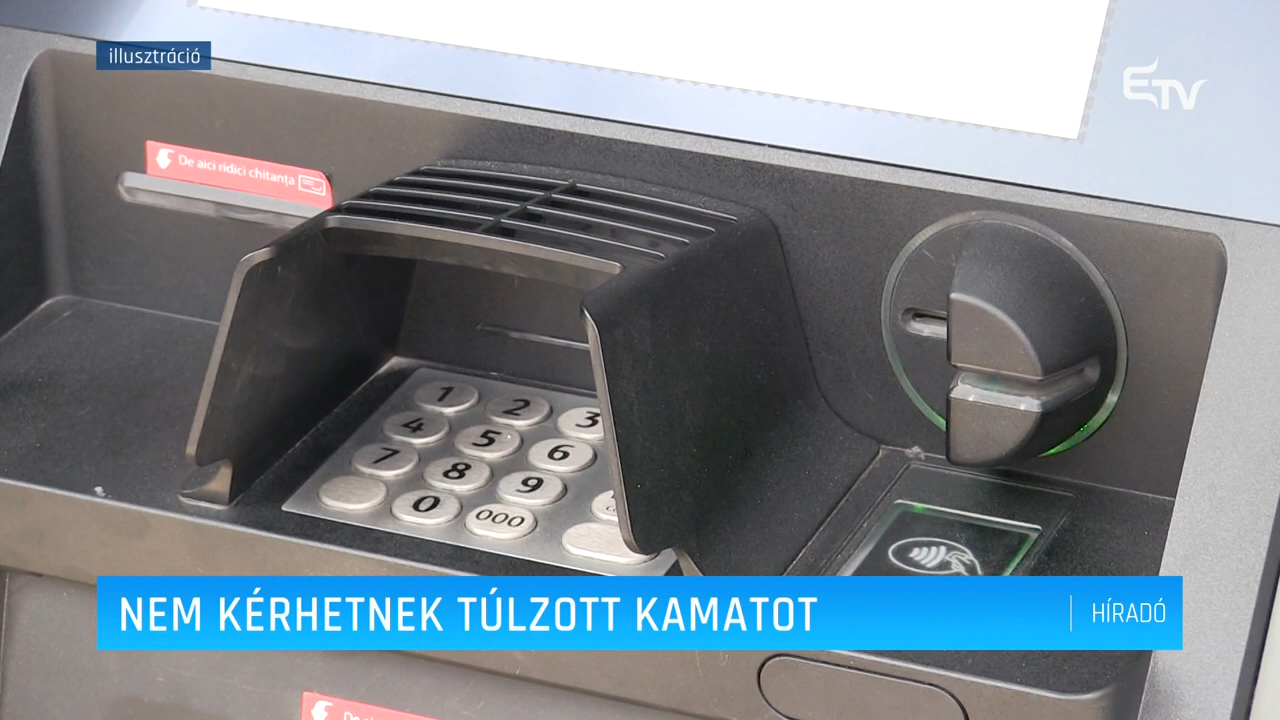 illusztráció
ETV
De aici ridici chitanța
1 2 3
4 5 6
7 8 9
0 000
NEM KÉRHETNEK TÚLZOTT KAMATOT
HÍRADÓ